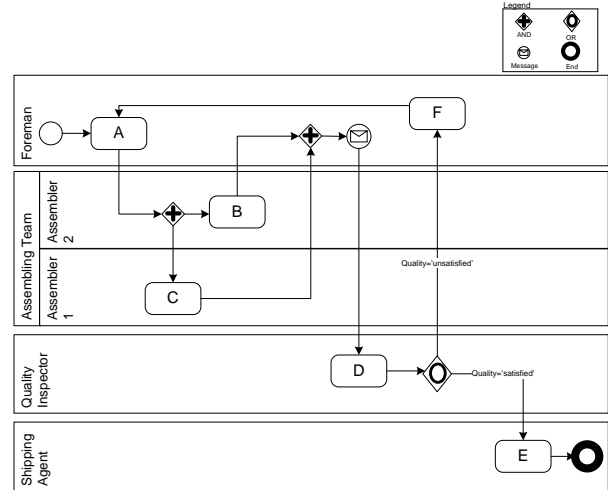 Legend
AND
OR
Message
End
Foreman
A
F
Assembling Team
Assembler
2
B
Assembler
1
C
Quality='unsatisfied'
Quality
Inspector
D
Quality='satisfied'
Shipping
Agent
E